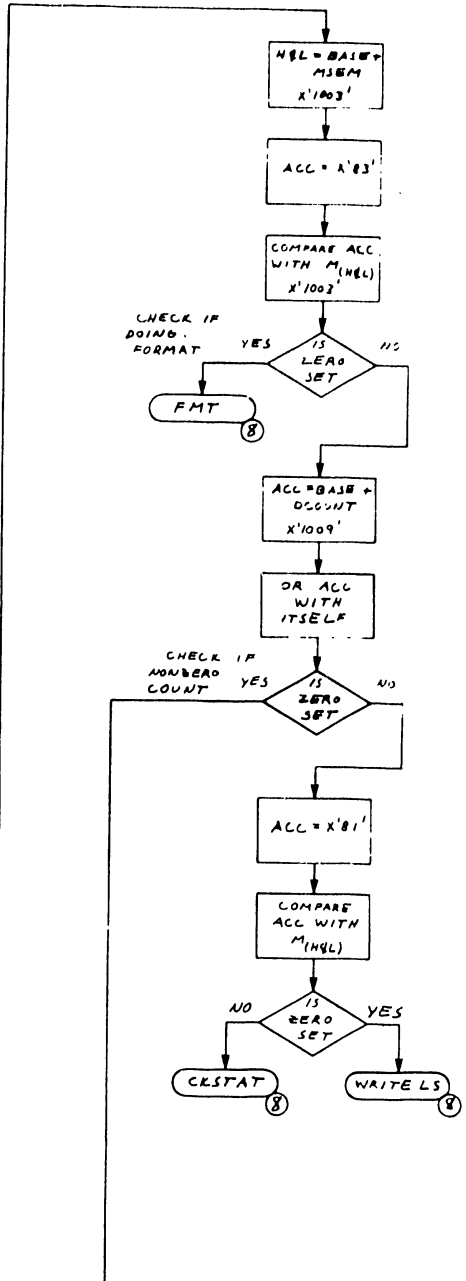 H&L = BASE +
MSEM
X'1003'
ACC = X'83'
COMPARE ACC
WITH M(H&L)
X'1003'
CHECK IF
DOING.
FORMAT
YES
IS
ZERO
SET
NO
FMT
8
ACC = BASE +
DCOUNT
X'1009'
OR ACC
WITH
ITSELF
CHECK IF
NONZERO
COUNT
YES
IS
ZERO
SET
NO
ACC = X'81'
COMPARE
ACC WITH
M(H&L)
NO
IS
ZERO
SET
YES
CKSTAT
8
WRITE LS
8